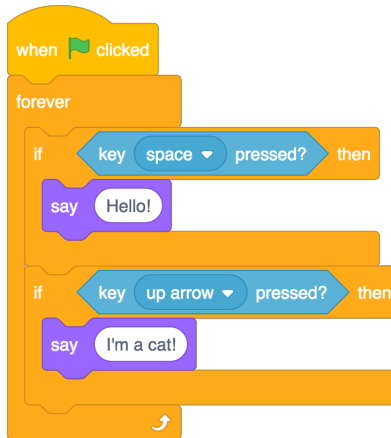 when clicked
forever
if key space pressed? then
say Hello!
if key up arrow pressed? then
say I'm a cat!